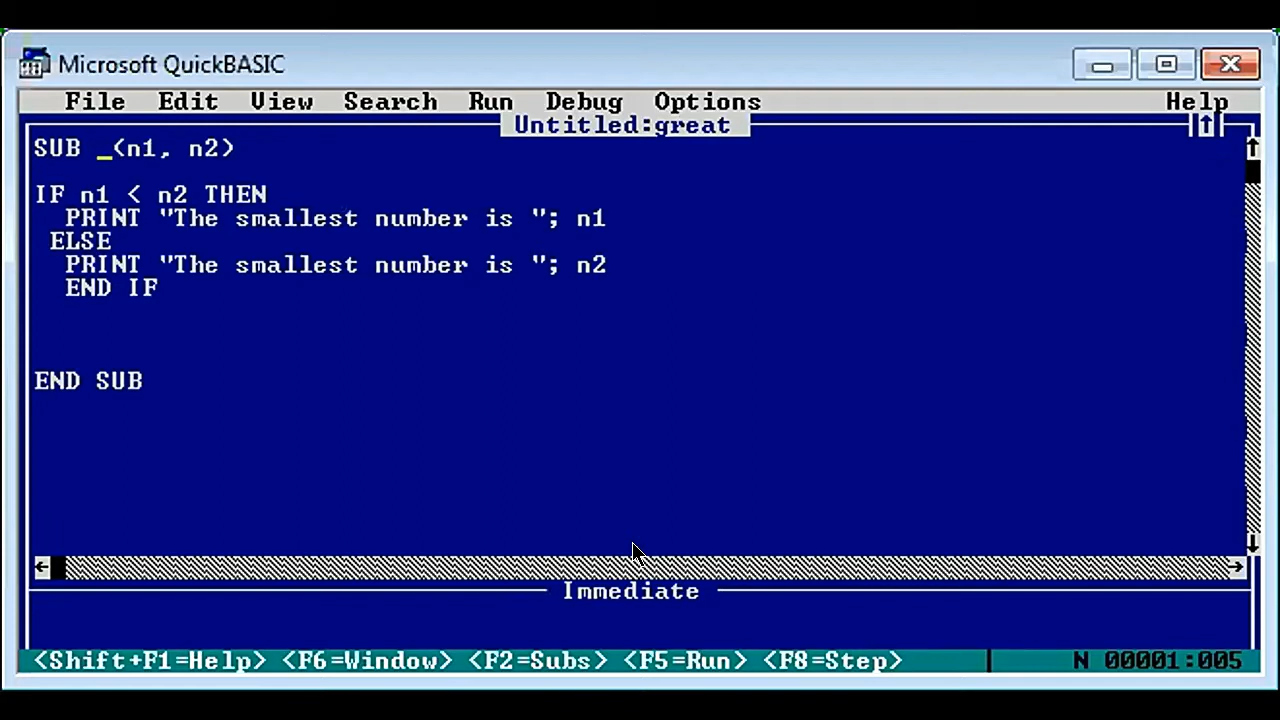 Microsoft QuickBASIC
File Edit View Search Run Debug Options Help
Untitled:great
SUB _(n1, n2)
IF n1 < n2 THEN
PRINT "The smallest number is "; n1
ELSE
PRINT "The smallest number is "; n2
END IF
END SUB
Immediate
<Shift+F1=Help> <F6=Window> <F2=Subs> <F5=Run> <F8=Step> N 00001:005